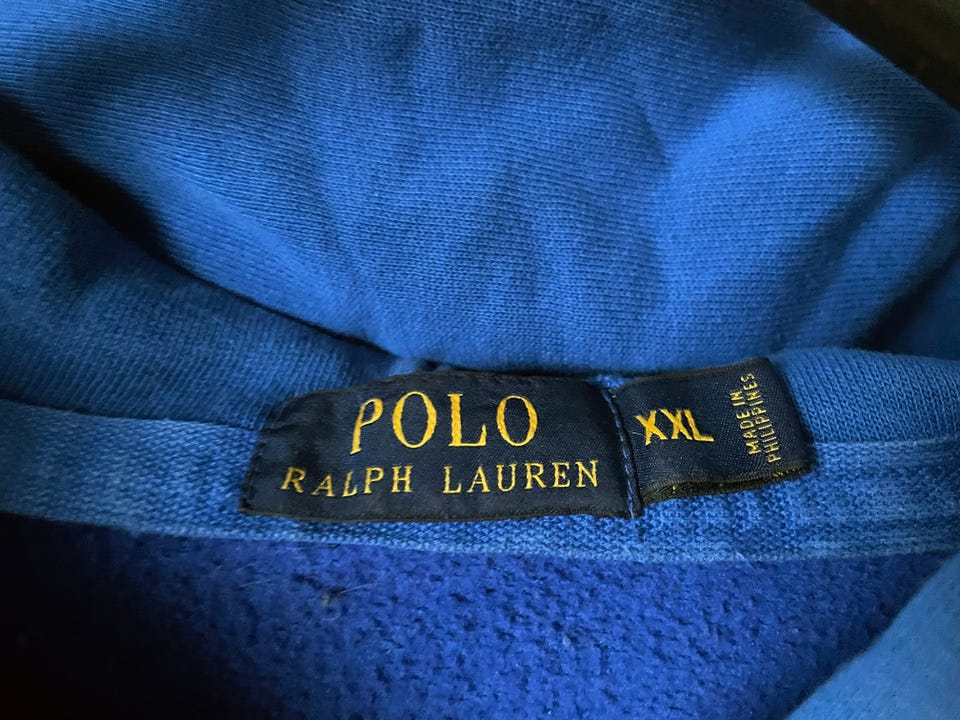 POLO
RALPH LAUREN
XXL
MADE IN
PHILIPPINES